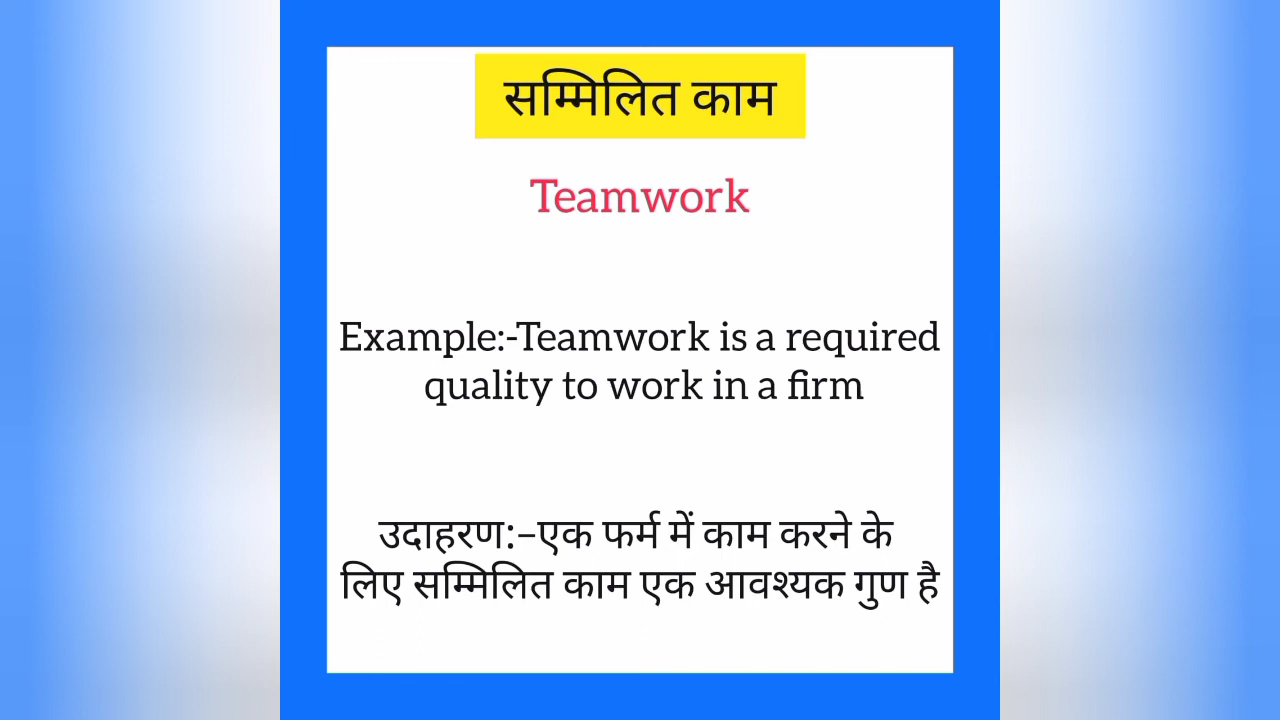 सम्मिलित काम
Teamwork
Example:-Teamwork is a required
quality to work in a firm
उदाहरण:–एक फर्म में काम करने के
लिए सम्मिलित काम एक आवश्यक गुण है